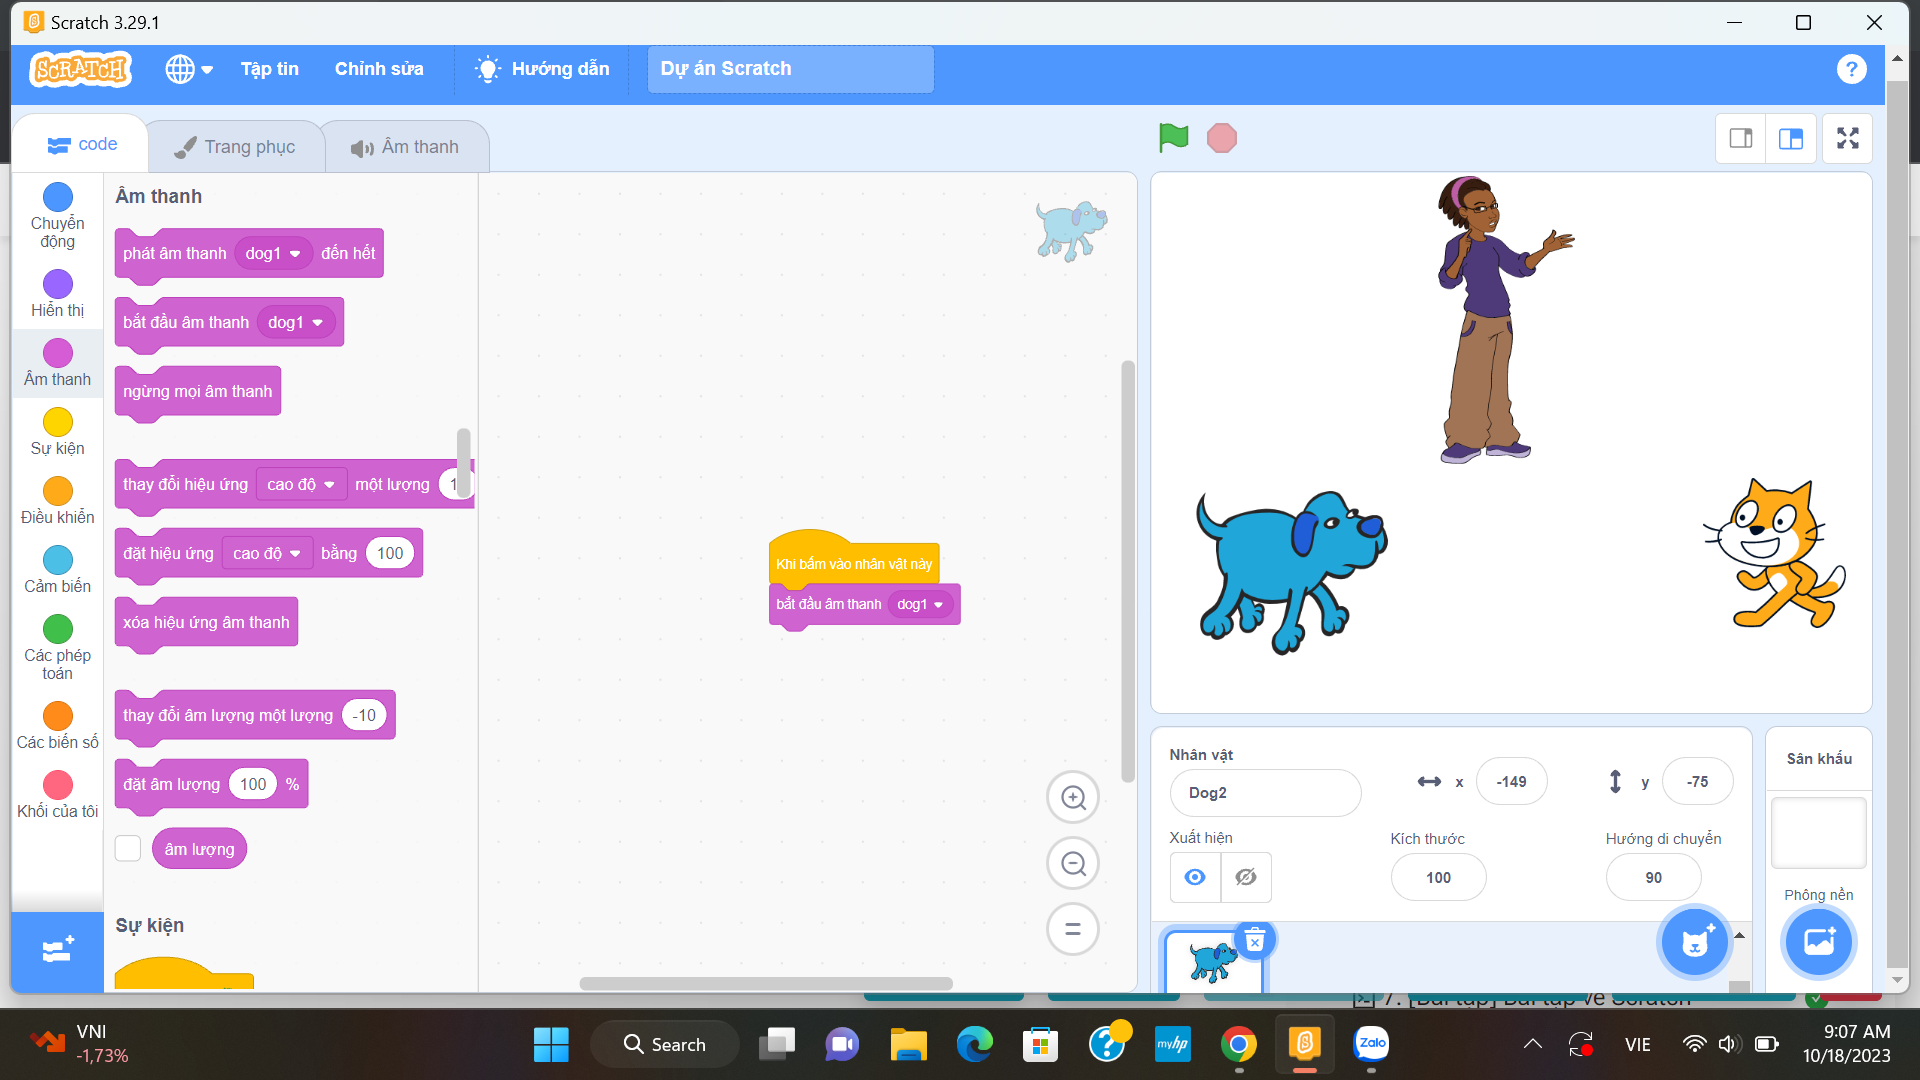 Scratch 3.29.1
SCRATCH
Tập tin
Chỉnh sửa
Hướng dẫn
Dự án Scratch
?
code
Trang phục
Âm thanh
Chuyển
động
Hiển thị
Âm thanh
Sự kiện
Điều khiển
Cảm biến
Các phép
toán
Các biến số
Khối của tôi
Âm thanh
phát âm thanh dog1 đến hết
bắt đầu âm thanh dog1
ngừng mọi âm thanh
thay đổi hiệu ứng cao độ một lượng 1
đặt hiệu ứng cao độ bằng 100
xóa hiệu ứng âm thanh
thay đổi âm lượng một lượng -10
đặt âm lượng 100 %
âm lượng
Sự kiện
Khi bấm vào nhân vật này
bắt đầu âm thanh dog1
Nhân vật
Dog2
x -149
y -75
Xuất hiện
Kích thước
100
Hướng di chuyển
90
Sân khấu
Phông nền
7. [Bài tập] Bài tập về Scratch
VNI
-1,73%
Search
?
myhp
Zalo
VIE
9:07 AM
10/18/2023